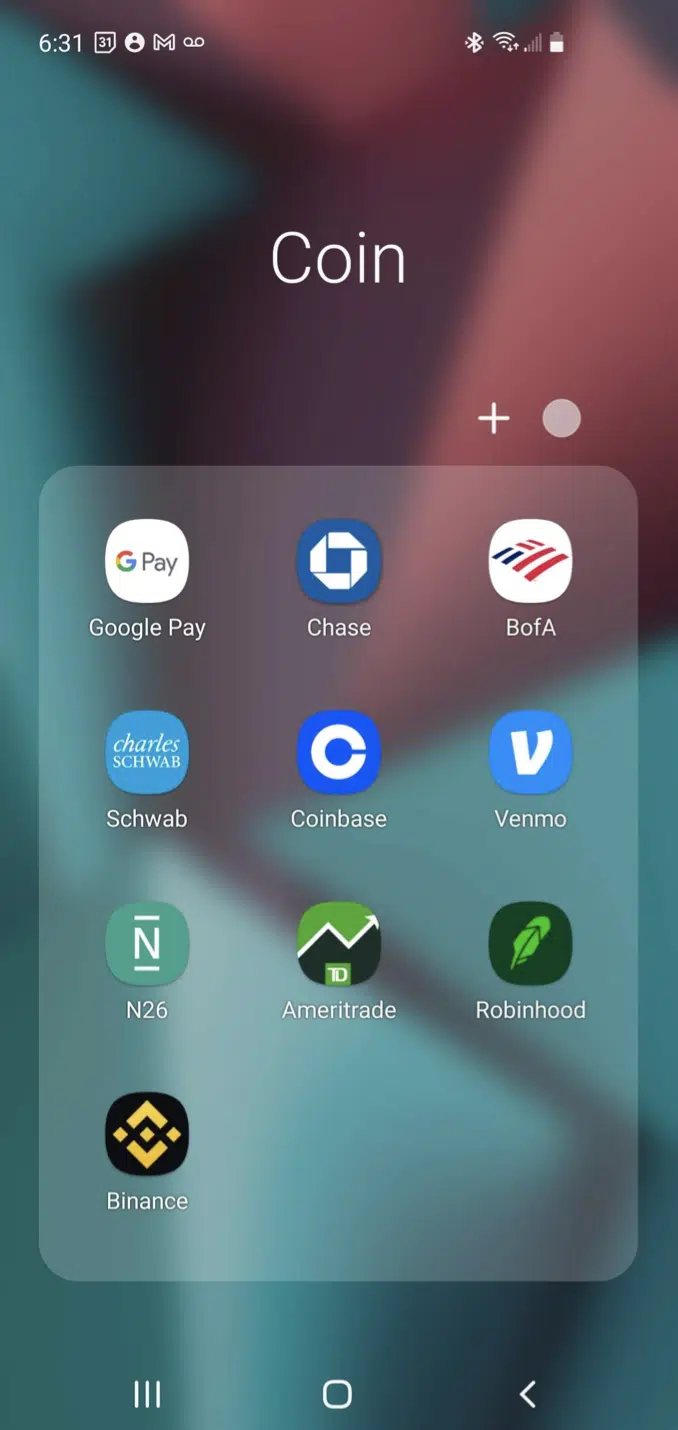 6:31 31
Coin
G Pay
Google Pay Chase BofA
charles
SCHWAB
Schwab Coinbase Venmo
N
TD
N26 Ameritrade Robinhood
Binance